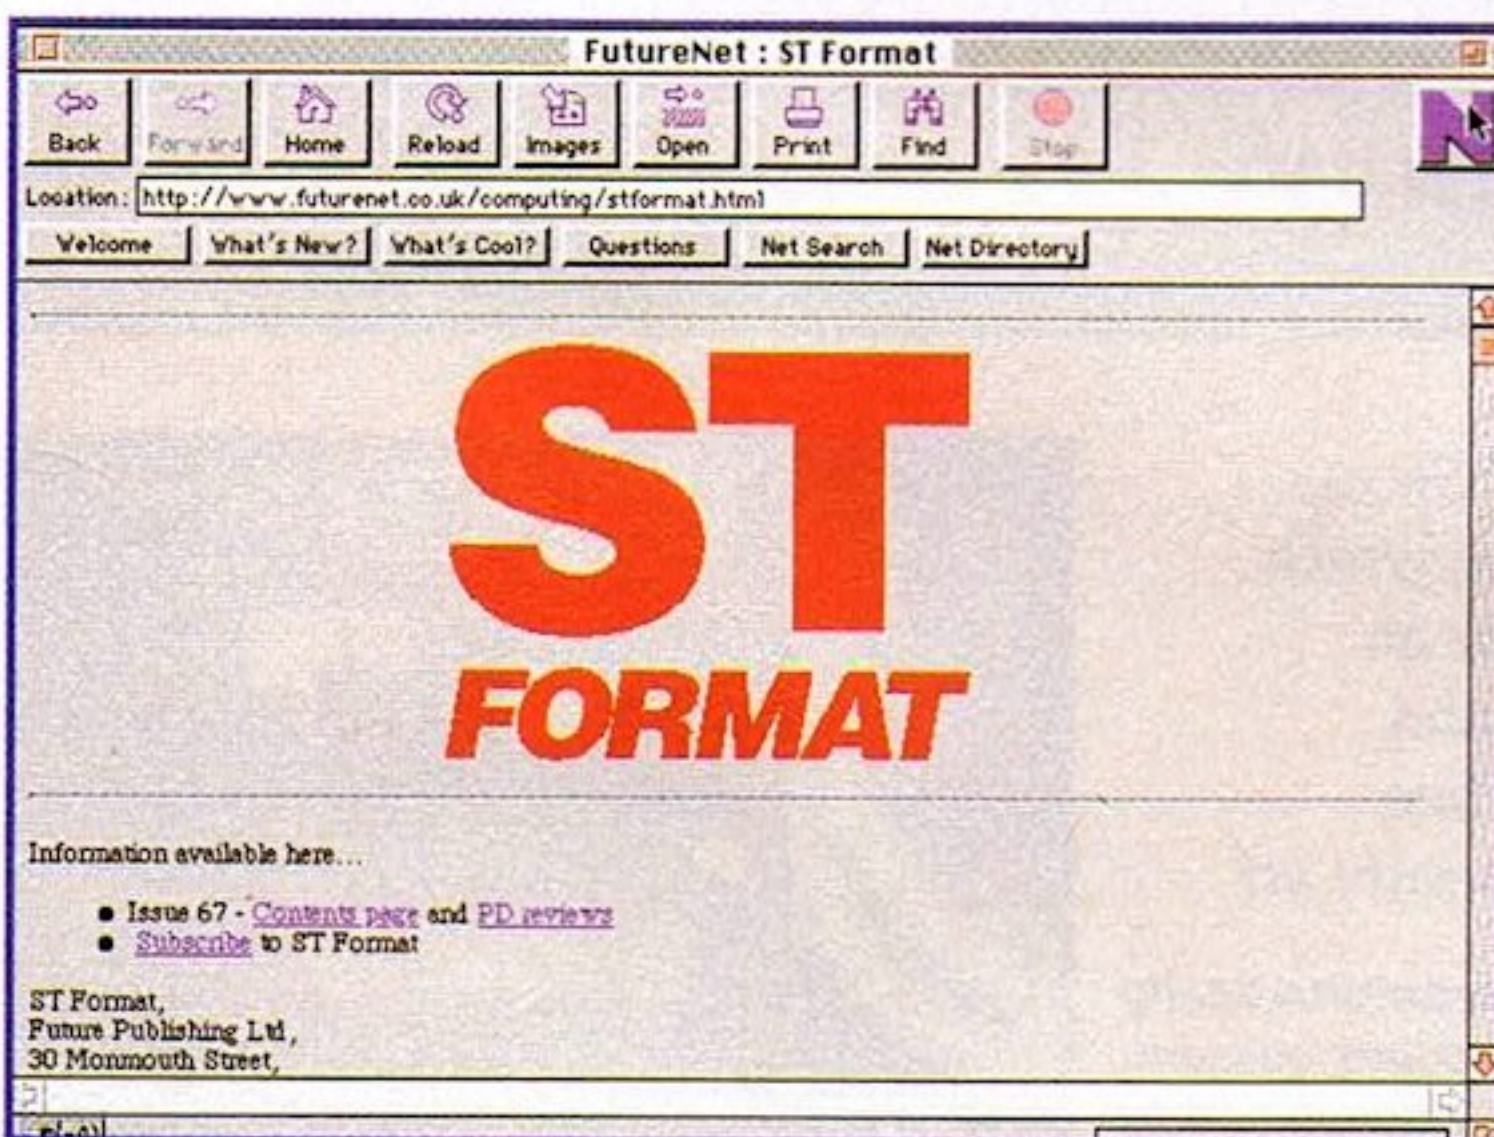 FutureNet : ST Format
Back Forward Home Reload Images Open Print Find Stop
N
Location: http://www.futurenet.co.uk/computing/stformat.html
Welcome What's New? What's Cool? Questions Net Search Net Directory
ST
FORMAT
Information available here...
● Issue 67 - Contents page and PD reviews
● Subscribe to ST Format
ST Format,
Future Publishing Ltd,
30 Monmouth Street,